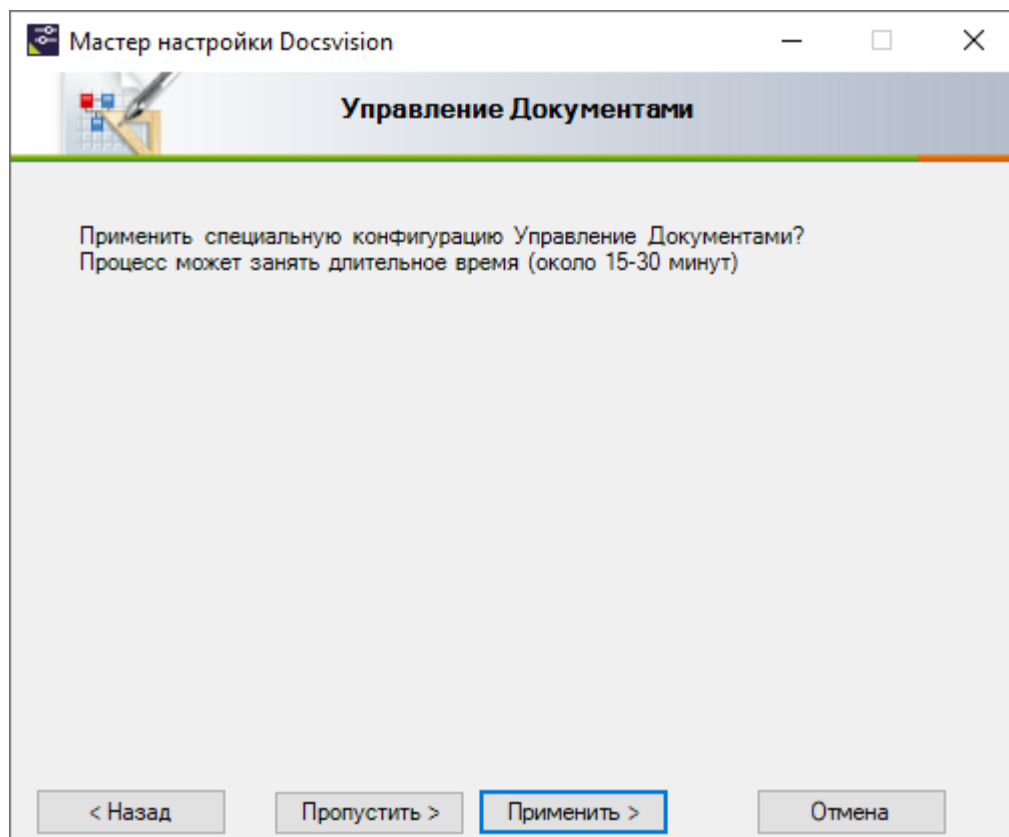 Мастер настройки Docsvision
Управление Документами
Применить специальную конфигурацию Управление Документами?
Процесс может занять длительное время (около 15-30 минут)
< Назад
Пропустить >
Применить >
Отмена